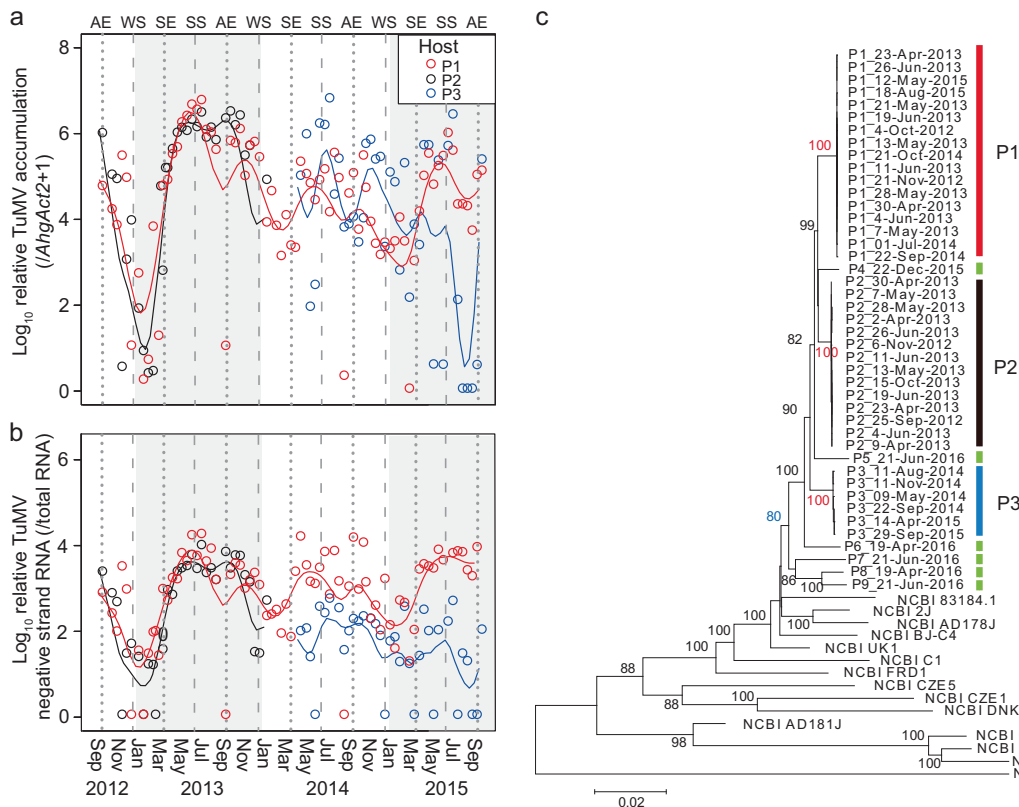 a
AE WS SE SS AE WS SE SS AE WS SE SS AE
Log10 relative TuMV accumulation
(/AhgAct2+1)
8
6
4
2
0
Host
P1
P2
P3
b
Log10 relative TuMV
negative strand RNA (/total RNA)
6
4
2
0
Sep Nov Jan Mar May Jul Sep Nov Jan Mar May Jul Sep Nov Jan Mar May Jul Sep
2012 2013 2014 2015
c
P1_23-Apr-2013
P1_26-Jun-2013
P1_12-May-2015
P1_18-Aug-2015
P1_21-May-2013
P1_19-Jun-2013
P1_4-Oct-2012
P1_13-May-2013
P1_21-Oct-2014
P1_11-Jun-2013
P1_21-Nov-2012
P1_28-May-2013
P1_30-Apr-2013
P1_4-Jun-2013
P1_7-May-2013
P1_01-Jul-2014
P1_22-Sep-2014
P4_22-Dec-2015
P2_30-Apr-2013
P2_7-May-2013
P2_28-May-2013
P2_2-Apr-2013
P2_26-Jun-2013
P2_6-Nov-2012
P2_11-Jun-2013
P2_13-May-2013
P2_15-Oct-2013
P2_19-Jun-2013
P2_23-Apr-2013
P2_25-Sep-2012
P2_4-Jun-2013
P2_9-Apr-2013
P5_21-Jun-2016
P3_11-Aug-2014
P3_11-Nov-2014
P3_09-May-2014
P3_22-Sep-2014
P3_14-Apr-2015
P3_29-Sep-2015
P6_19-Apr-2016
P7_21-Jun-2016
P8_19-Apr-2016
P9_21-Jun-2016
NCBI 83184.1
NCBI 2J
NCBI AD178J
NCBI BJ-C4
NCBI UK1
NCBI C1
NCBI FRD1
NCBI CZE5
NCBI CZE1
NCBI DNK
NCBI AD181J
NCBI
NCBI
N
N
P1
P2
P3
100
99
82
100
90
100
100
80
86
100
100
100
100
88
88
100
98
100
100
0.02